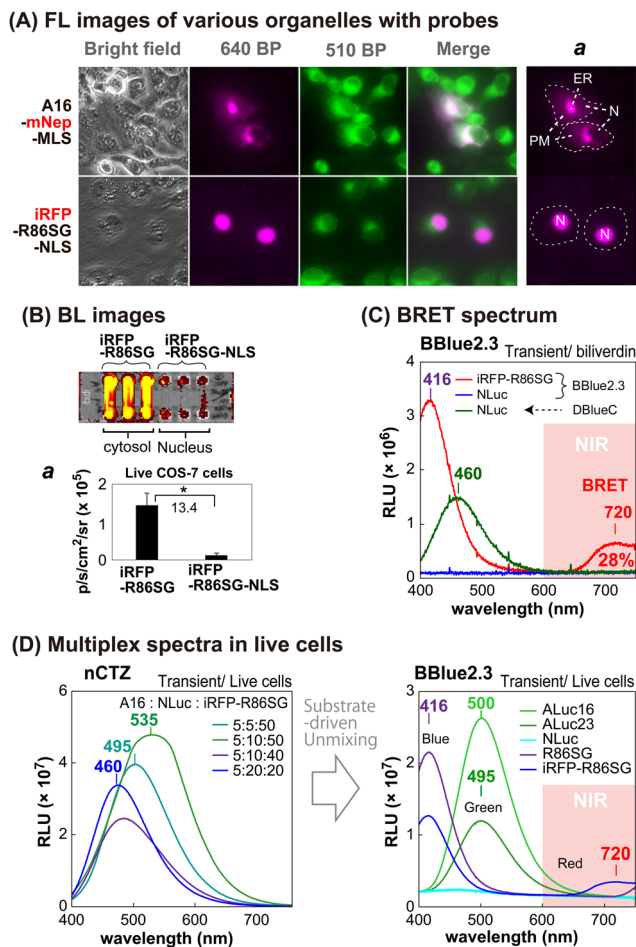 (A) FL images of various organelles with probes
Bright field 640 BP 510 BP Merge a
A16
-mNep
-MLS
ER
N
PM
iRFP
-R86SG
-NLS
N
N
(B) BL images
iRFP
-R86SG
iRFP
-R86SG-NLS
cytosol Nucleus
a
Live COS-7 cells
p/s/cm²/sr (x 10⁵)
2
1
0
*
13.4
iRFP
-R86SG
iRFP
-R86SG-NLS
(C) BRET spectrum
BBlue2.3 Transient/ biliverdin
416
iRFP-R86SG
NLuc
BBlue2.3
NLuc
DBlueC
NIR
460
BRET
720
28%
RLU (× 10⁶)
0 1 2 3 4
400 500 600 700
wavelength (nm)
(D) Multiplex spectra in live cells
nCTZ Transient/ Live cells
A16 : NLuc : iRFP-R86SG
535
495
460
5:5:50
5:10:50
5:10:40
5:20:20
RLU (× 10⁷)
0
2
4
6
400 500 600 700
wavelength (nm)
Substrate
-driven
Unmixing
BBlue2.3 Transient/ Live cells
416
Blue
500
495
Green
ALuc16
ALuc23
NLuc
R86SG
iRFP-R86SG
NIR
Red
720
RLU (× 10⁷)
0
1
2
3
400 500 600 700
wavelength (nm)